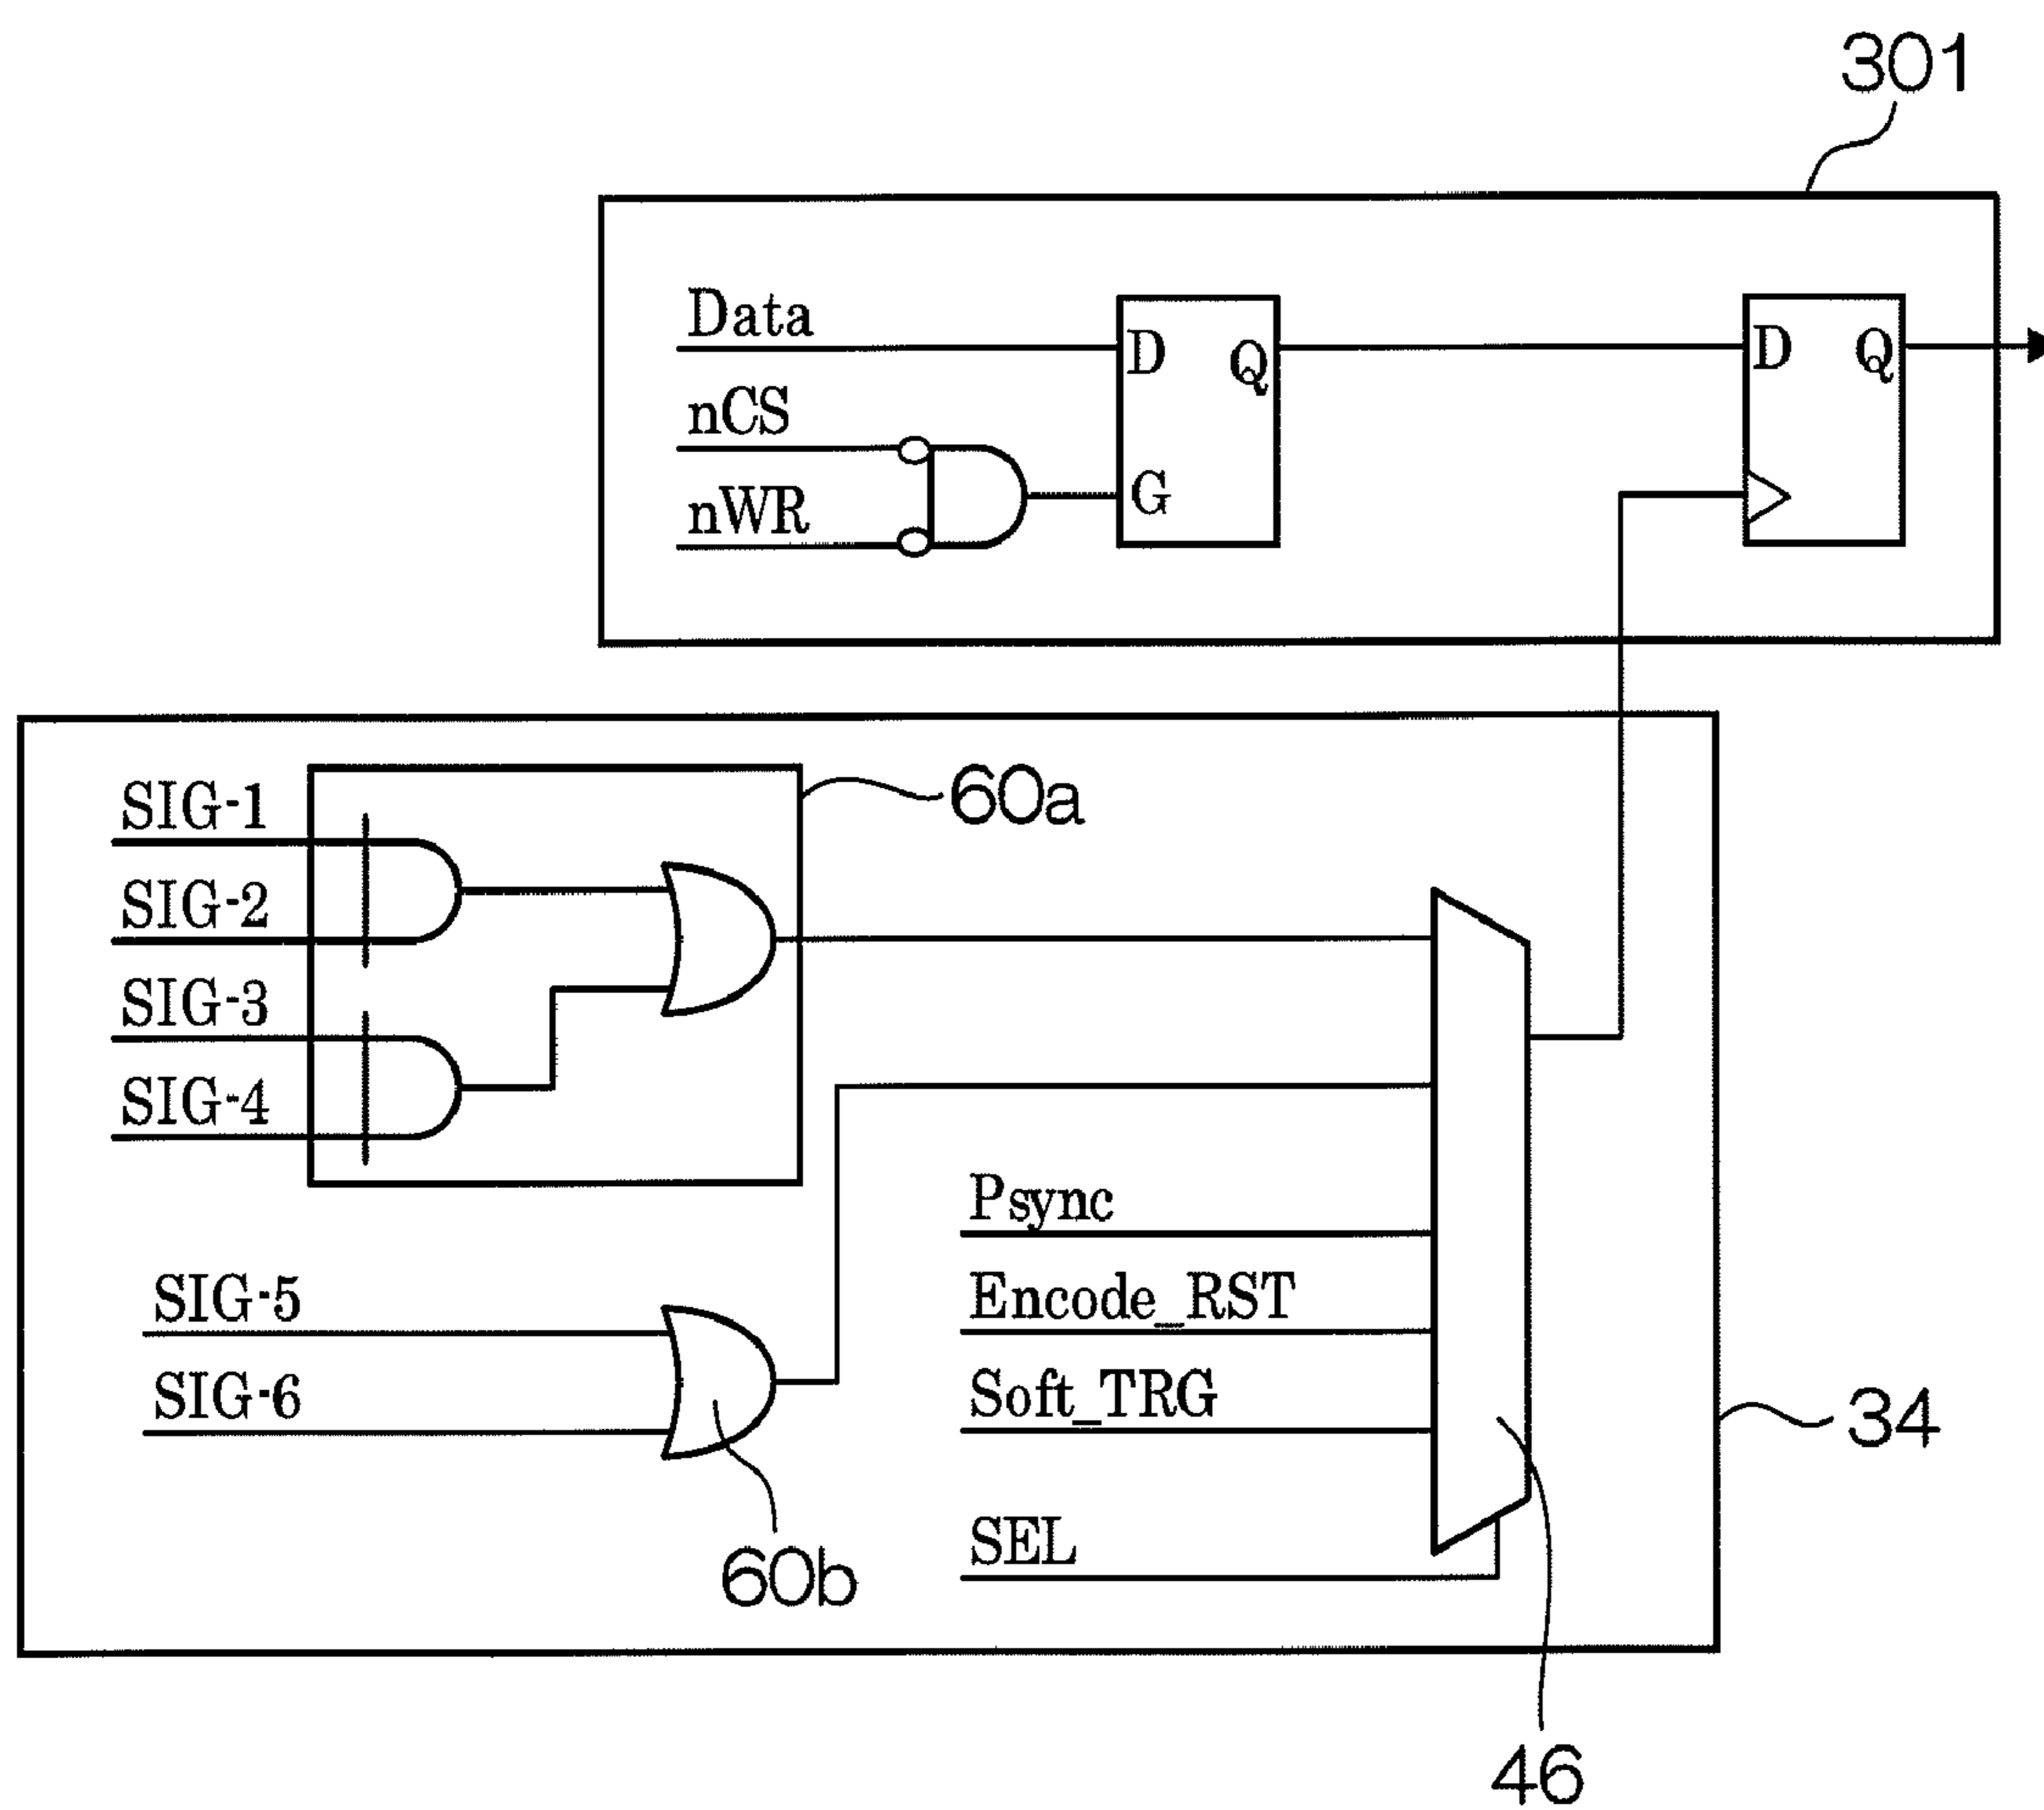 301
Data
D
Q
D
Q
nCS
nWR
G
SIG-1
60a
SIG-2
SIG-3
SIG-4
Psync
SIG-5
Encode_RST
SIG-6
Soft_TRG
34
SEL
60b
46